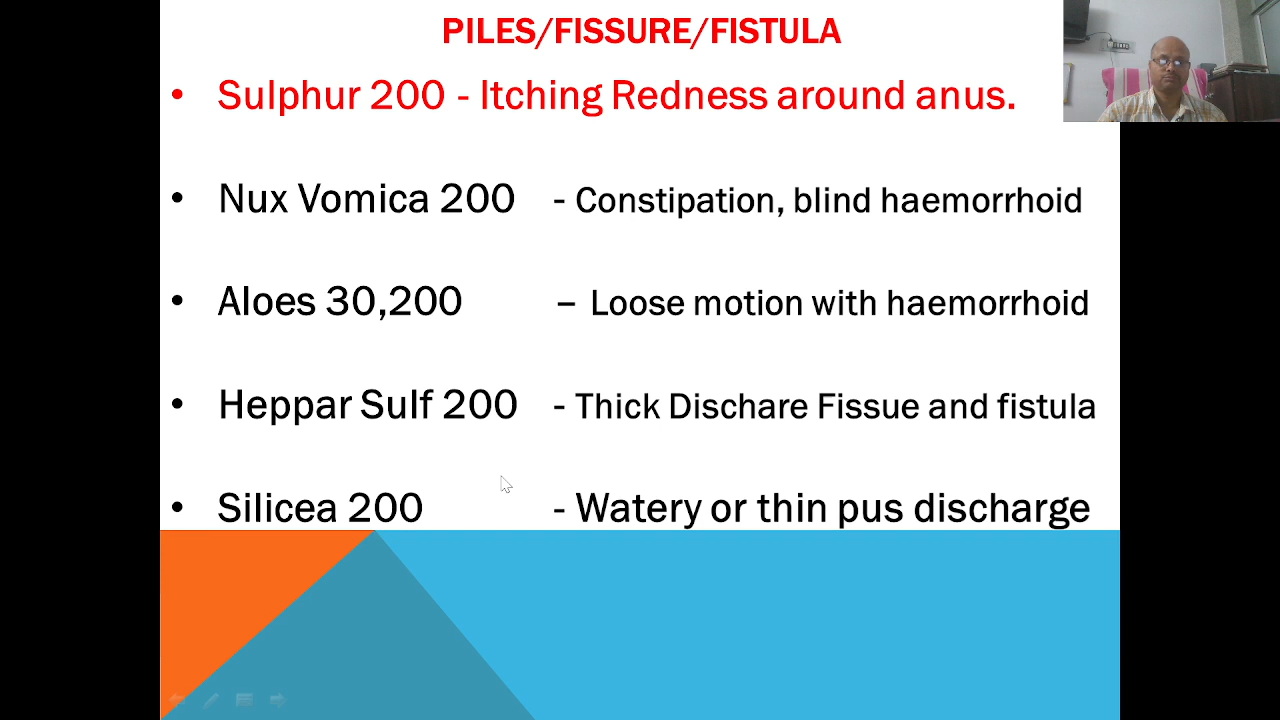 PILES/FISSURE/FISTULA
• Sulphur 200 - Itching Redness around anus.
• Nux Vomica 200 - Constipation, blind haemorrhoid
• Aloes 30,200 – Loose motion with haemorrhoid
• Heppar Sulf 200 - Thick Dischare Fissue and fistula
• Silicea 200 - Watery or thin pus discharge